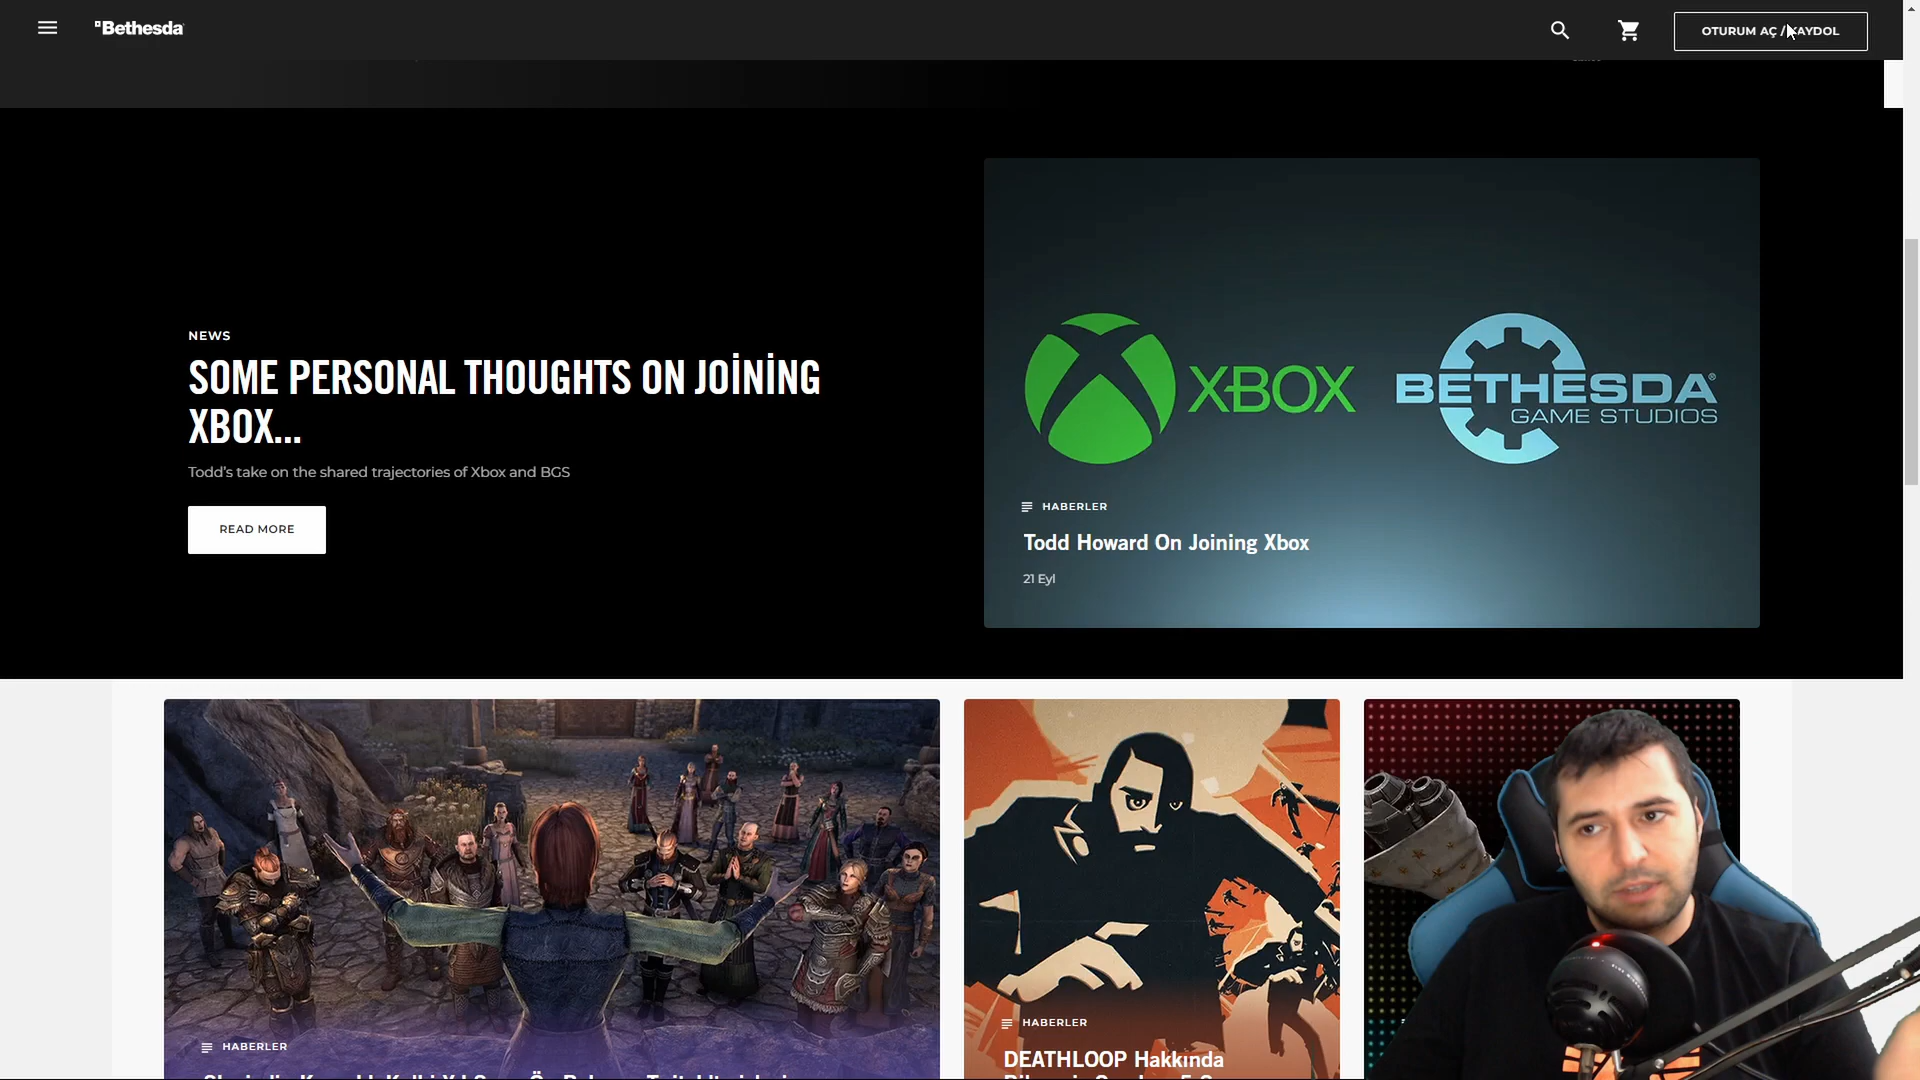 Bethesda
OTURUM AÇ / KAYDOL
NEWS
SOME PERSONAL THOUGHTS ON JOİNİNG
XBOX...
Todd's take on the shared trajectories of Xbox and BGS
READ MORE
XBOX
BETHESDA®
GAME STUDIOS
HABERLER
Todd Howard On Joining Xbox
21 Eyl
HABERLER
HABERLER
DEATHLOOP Hakkında